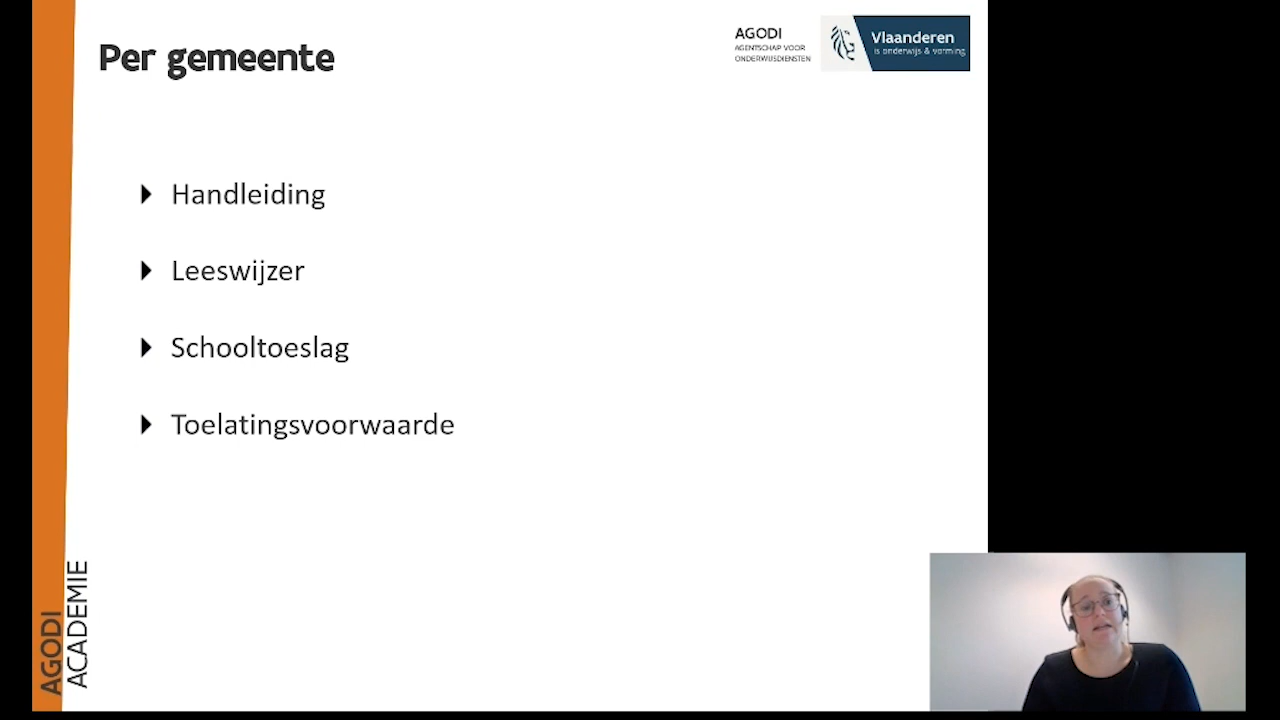 Per gemeente
AGODI
AGENTSCHAP VOOR
ONDERWIJSDIENSTEN
Vlaanderen
is onderwijs & vorming
Handleiding
Leeswijzer
Schooltoeslag
Toelatingsvoorwaarde
AGODI
ACADEMIE